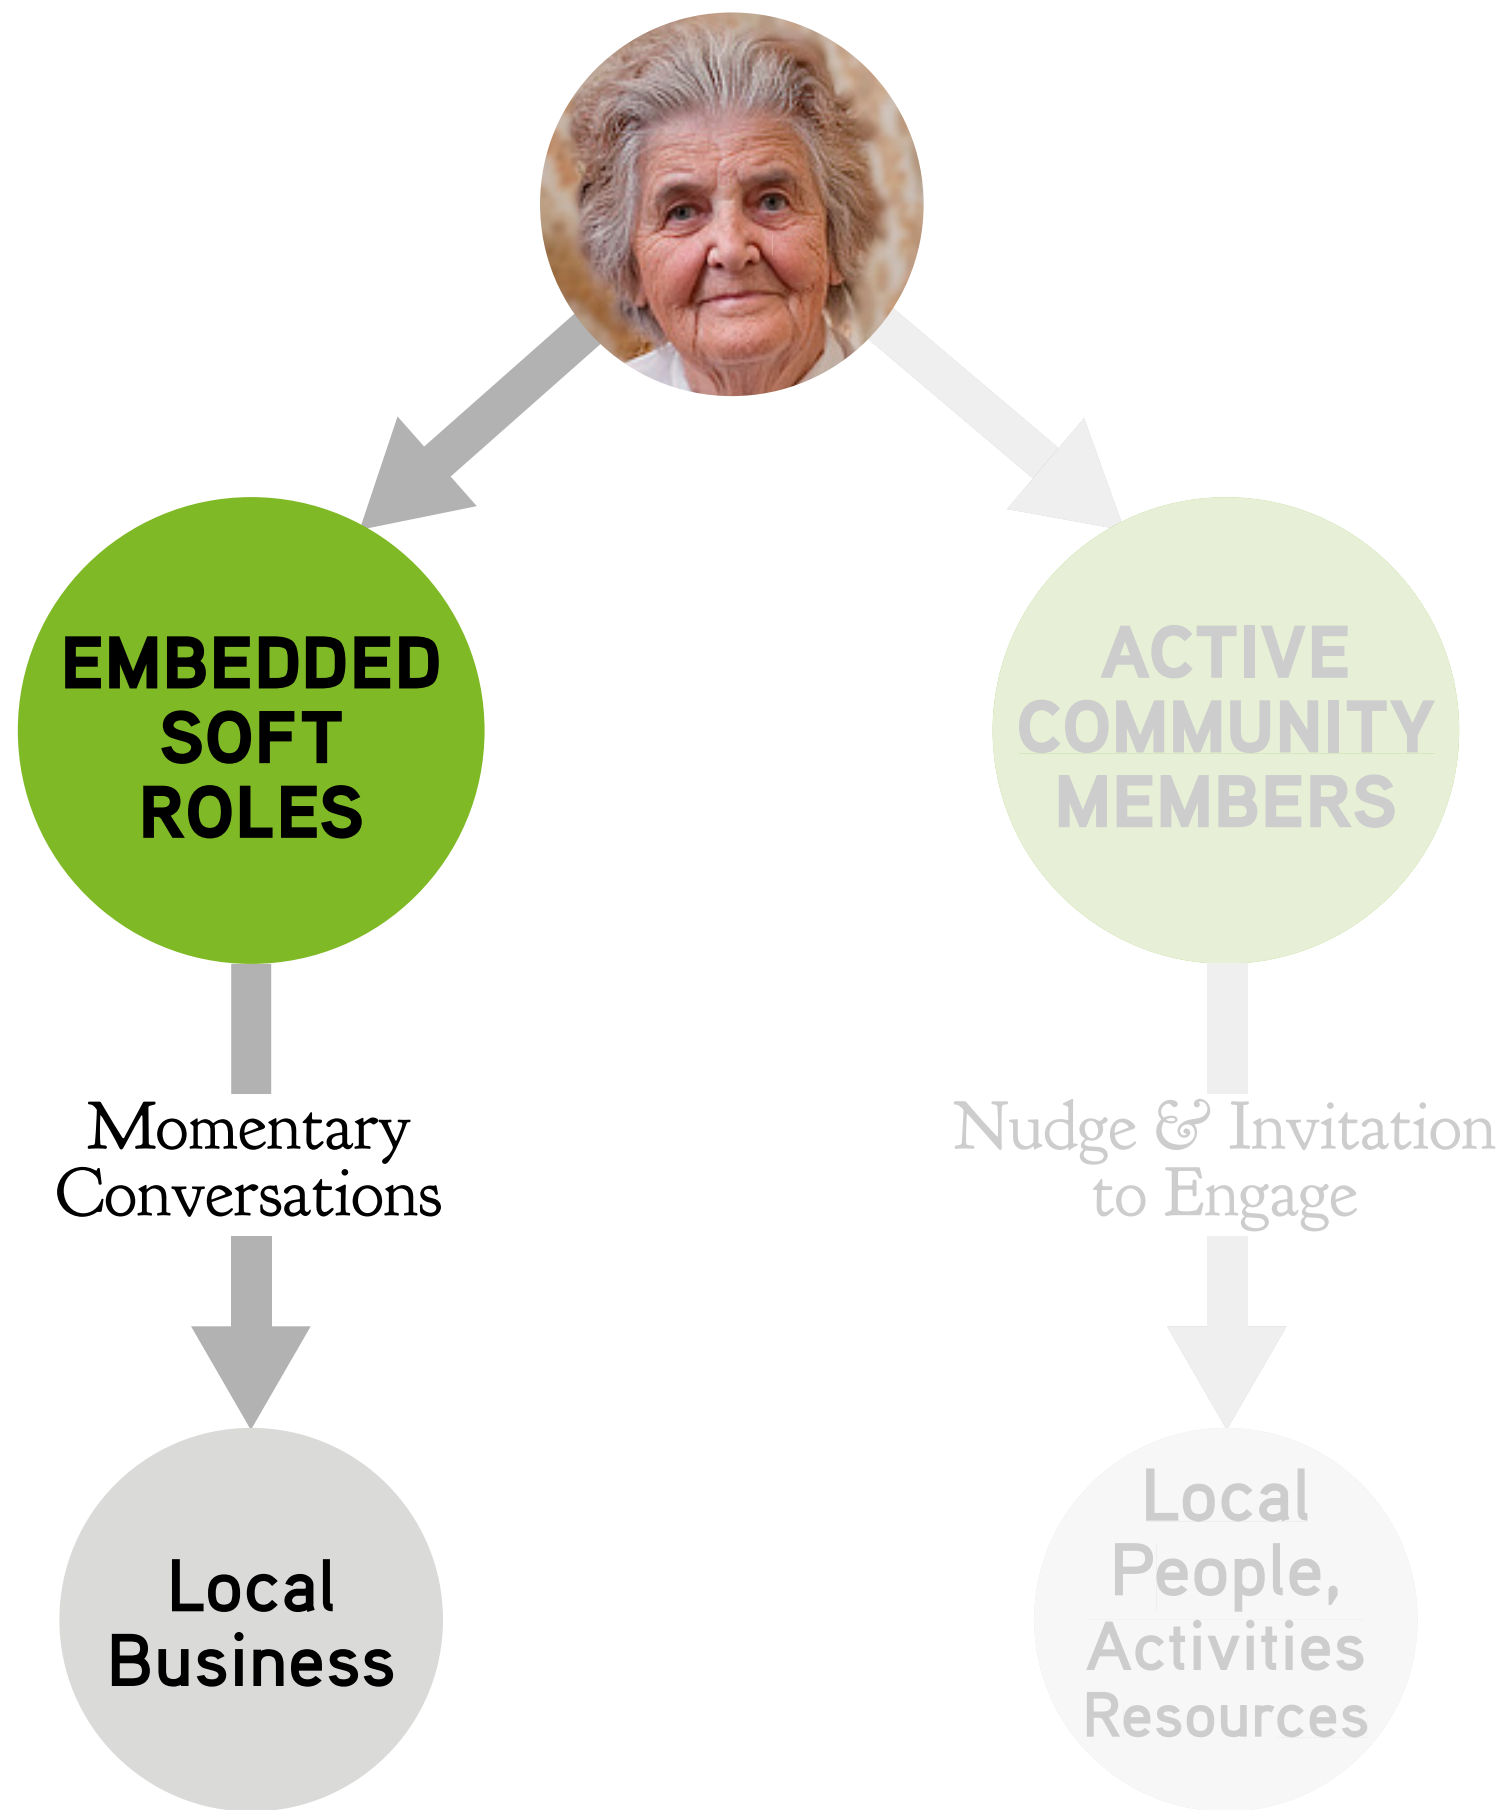 EMBEDDED
SOFT
ROLES
Momentary
Conversations
Local
Business
ACTIVE
COMMUNITY
MEMBERS
Nudge & Invitation
to Engage
Local
People,
Activities
Resources